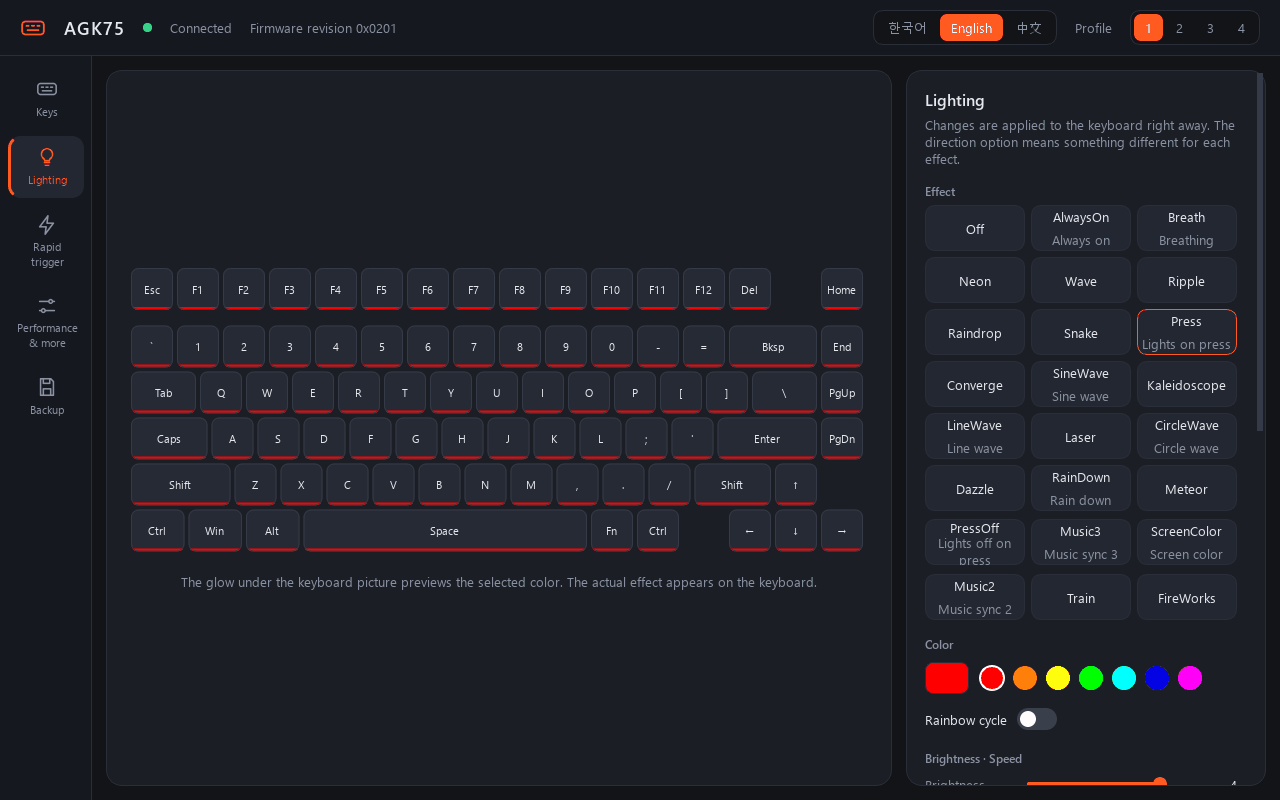 AGK75
Connected
Firmware revision 0x0201
한국어
English
中文
Profile
1
2
3
4
Keys
Lighting
Rapid
trigger
Performance
& more
Backup
Esc F1 F2 F3 F4 F5 F6 F7 F8 F9 F10 F11 F12 Del Home
` 1 2 3 4 5 6 7 8 9 0 - = Bksp End
Tab Q W E R T Y U I O P [ ] \ PgUp
Caps A S D F G H J K L ; ' Enter PgDn
Shift Z X C V B N M , . / Shift ↑
Ctrl Win Alt Space Fn Ctrl ← ↓ →
The glow under the keyboard picture previews the selected color. The actual effect appears on the keyboard.
Lighting
Changes are applied to the keyboard right away. The
direction option means something different for each
effect.
Effect
Off
AlwaysOn
Always on
Breath
Breathing
Neon
Wave
Ripple
Raindrop
Snake
Press
Lights on press
Converge
SineWave
Sine wave
Kaleidoscope
LineWave
Line wave
Laser
CircleWave
Circle wave
Dazzle
RainDown
Rain down
Meteor
PressOff
Lights off on
press
Music3
Music sync 3
ScreenColor
Screen color
Music2
Music sync 2
Train
FireWorks
Color
Rainbow cycle
Brightness · Speed
Brightness
4